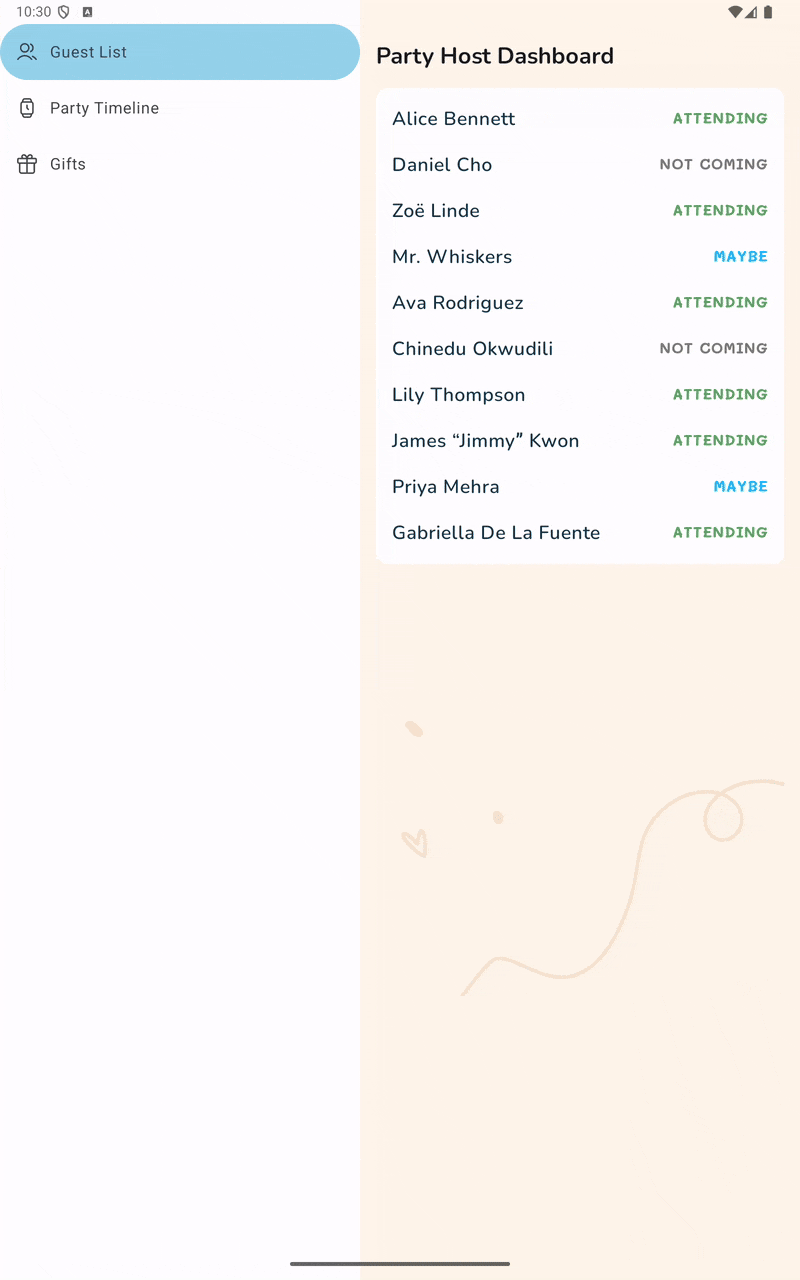 10:30
Guest List
Party Timeline
Gifts
Party Host Dashboard
Alice Bennett ATTENDING
Daniel Cho NOT COMING
Zoë Linde ATTENDING
Mr. Whiskers MAYBE
Ava Rodriguez ATTENDING
Chinedu Okwudili NOT COMING
Lily Thompson ATTENDING
James “Jimmy” Kwon ATTENDING
Priya Mehra MAYBE
Gabriella De La Fuente ATTENDING